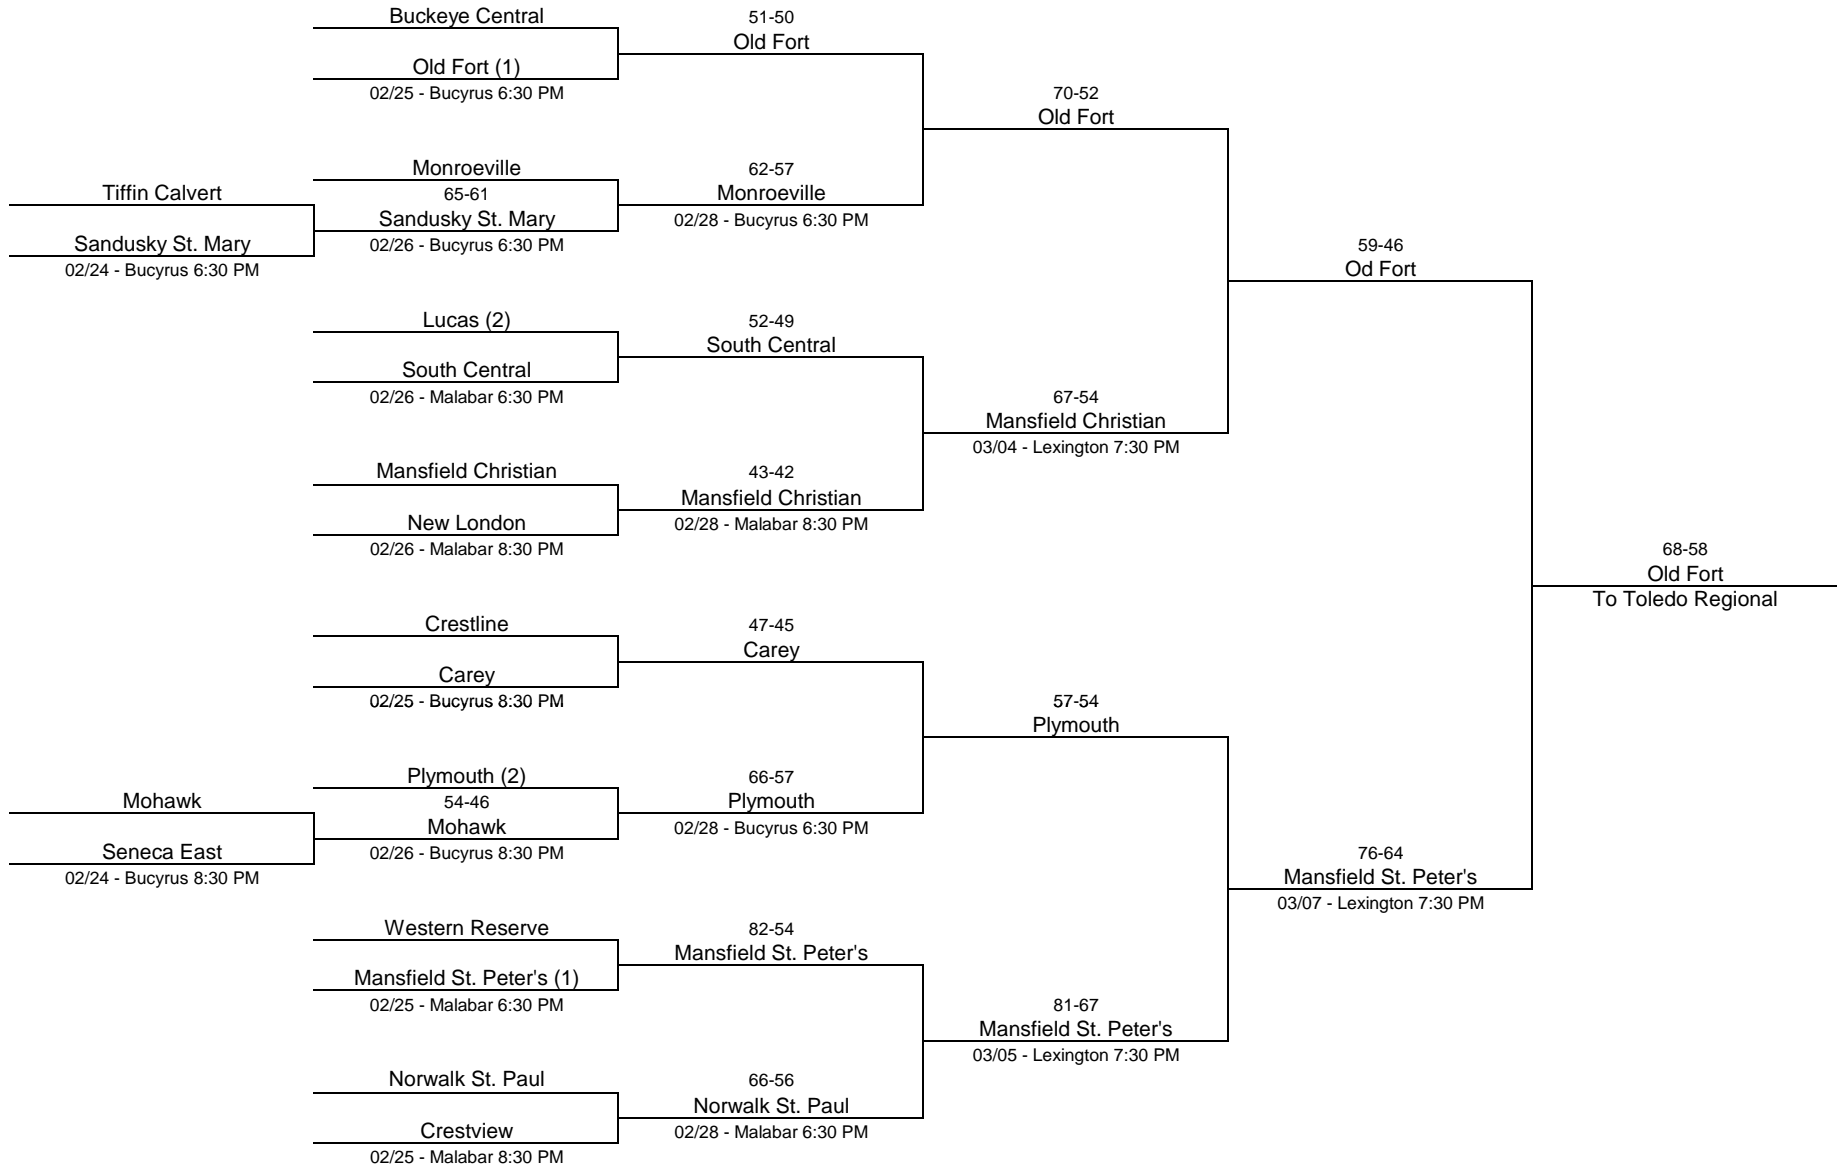 Buckeye Central
51-50
Old Fort
Old Fort (1)
02/25 - Bucyrus 6:30 PM
70-52
Old Fort
Monroeville
62-57
Tiffin Calvert
65-61
Monroeville
Sandusky St. Mary
02/28 - Bucyrus 6:30 PM
Sandusky St. Mary
02/26 - Bucyrus 6:30 PM
59-46
02/24 - Bucyrus 6:30 PM
Od Fort
Lucas (2)
52-49
South Central
South Central
02/26 - Malabar 6:30 PM
67-54
Mansfield Christian
03/04 - Lexington 7:30 PM
Mansfield Christian
43-42
Mansfield Christian
New London
02/28 - Malabar 8:30 PM
02/26 - Malabar 8:30 PM
68-58
Old Fort
To Toledo Regional
Crestline
47-45
Carey
Carey
02/25 - Bucyrus 8:30 PM
57-54
Plymouth
Plymouth (2)
66-57
Mohawk
54-46
Plymouth
Mohawk
02/28 - Bucyrus 6:30 PM
Seneca East
02/26 - Bucyrus 8:30 PM
76-64
02/24 - Bucyrus 8:30 PM
Mansfield St. Peter's
03/07 - Lexington 7:30 PM
Western Reserve
82-54
Mansfield St. Peter's
Mansfield St. Peter's (1)
02/25 - Malabar 6:30 PM
81-67
Mansfield St. Peter's
03/05 - Lexington 7:30 PM
Norwalk St. Paul
66-56
Norwalk St. Paul
Crestview
02/28 - Malabar 6:30 PM
02/25 - Malabar 8:30 PM